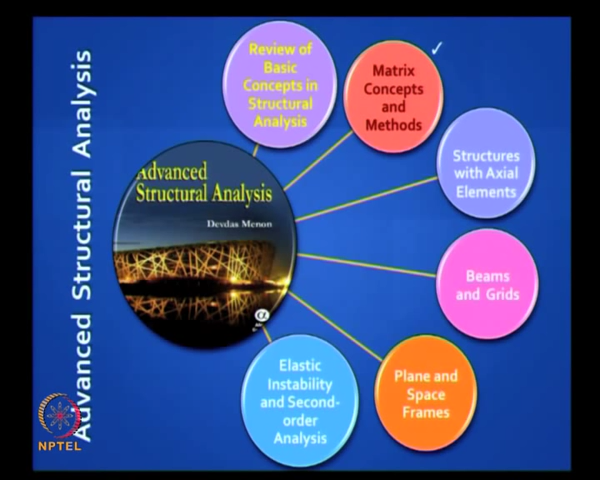 Advanced Structural Analysis
Review of
Basic
Concepts in
Structural
Analysis
✓
Matrix
Concepts
and
Methods
Structures
with Axial
Elements
Beams
and Grids
Plane and
Space
Frames
Elastic
Instability
and Second-
order
Analysis
Advanced
Structural Analysis
Devdas Menon
α
NPTEL